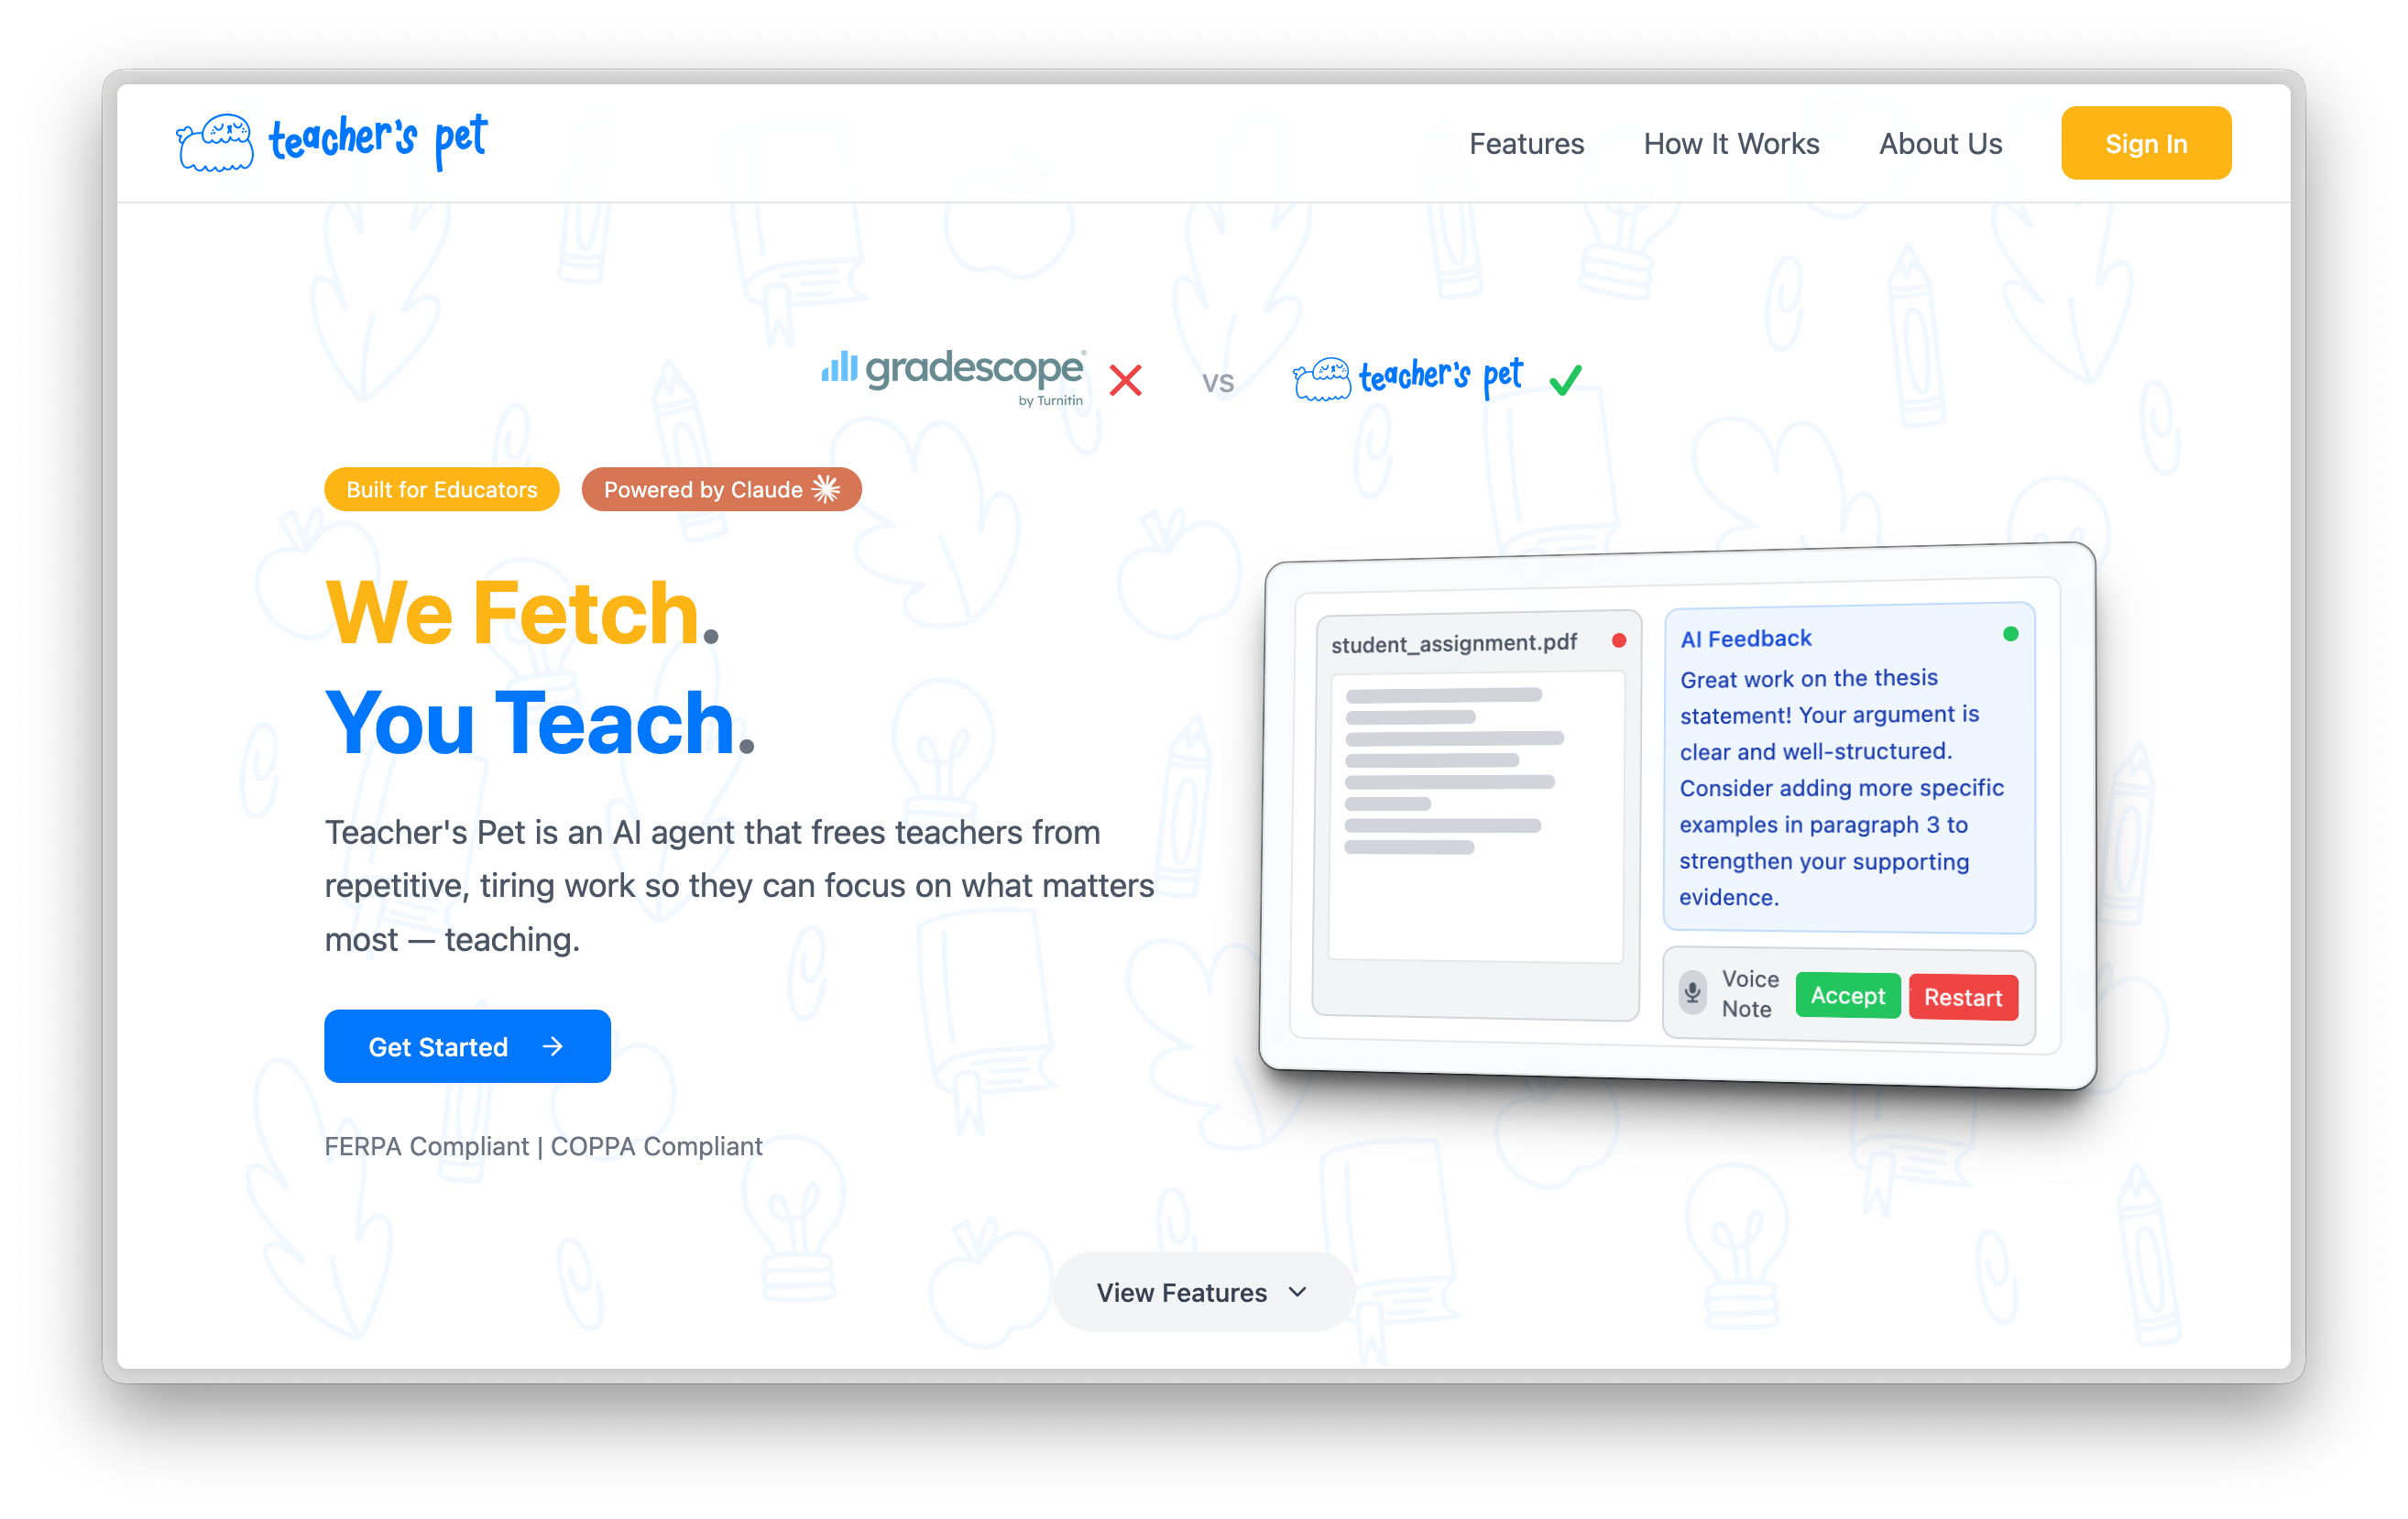 teacher's pet
Features
How It Works
About Us
Sign In
gradescope®
by Turnitin
vs
teacher's pet
Built for Educators
Powered by Claude
We Fetch.
You Teach.
Teacher's Pet is an AI agent that frees teachers from
repetitive, tiring work so they can focus on what matters
most — teaching.
Get Started
FERPA Compliant | COPPA Compliant
student_assignment.pdf
AI Feedback
Great work on the thesis
statement! Your argument is
clear and well-structured.
Consider adding more specific
examples in paragraph 3 to
strengthen your supporting
evidence.
Voice
Note
Accept
Restart
View Features